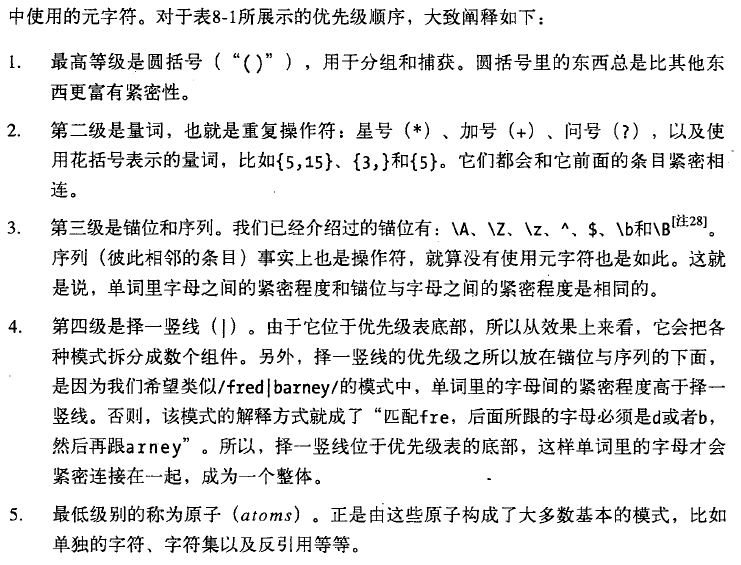 中使用的元字符。对于表8-1所展示的优先级顺序，大致阐释如下：
1. 最高等级是圆括号（“()”），用于分组和捕获。圆括号里的东西总是比其他东
西更富有紧密性。
2. 第二级是量词，也就是重复操作符：星号（*）、加号（+）、问号（?），以及使
用花括号表示的量词，比如{5,15}、{3,}和{5}。它们都会和它前面的条目紧密相
连。
3. 第三级是锚位和序列。我们已经介绍过的锚位有：\A、\Z、\z、^、$、\b和\B[注28]。
序列（彼此相邻的条目）事实上也是操作符，就算没有使用元字符也是如此。这就
是说，单词里字母之间的紧密程度和锚位与字母之间的紧密程度是相同的。
4. 第四级是择一竖线（|）。由于它位于优先级表底部，所以从效果上来看，它会把各
种模式拆分成数个组件。另外，择一竖线的优先级之所以放在锚位与序列的下面，
是因为我们希望类似/fred|barney/的模式中，单词里的字母间的紧密程度高于择一
竖线。否则，该模式的解释方式就成了“匹配fre，后面所跟的字母必须是d或者b，
然后再跟arney”。所以，择一竖线位于优先级表的底部，这样单词里的字母才会
紧密连接在一起，成为一个整体。
5. 最低级别的称为原子（atoms）。正是由这些原子构成了大多数基本的模式，比如
单独的字符、字符集以及反引用等等。